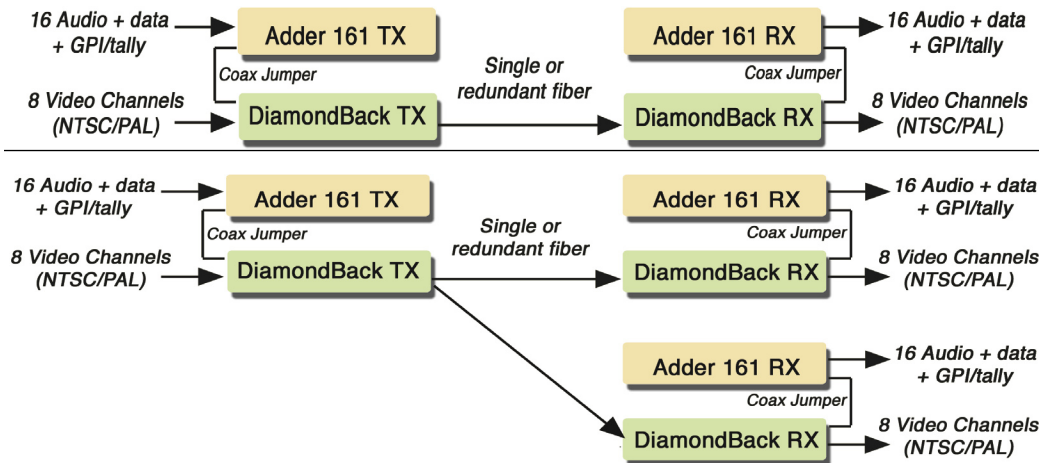 16 Audio + data
+ GPI/tally
Adder 161 TX
Adder 161 RX
16 Audio + data
+ GPI/tally
Coax Jumper
Single or
redundant fiber
Coax Jumper
8 Video Channels
(NTSC/PAL)
DiamondBack TX
DiamondBack RX
8 Video Channels
(NTSC/PAL)
16 Audio + data
+ GPI/tally
Adder 161 TX
Adder 161 RX
16 Audio + data
+ GPI/tally
Coax Jumper
Single or
redundant fiber
Coax Jumper
8 Video Channels
(NTSC/PAL)
DiamondBack TX
DiamondBack RX
8 Video Channels
(NTSC/PAL)
Adder 161 RX
16 Audio + data
+ GPI/tally
Coax Jumper
DiamondBack RX
8 Video Channels
(NTSC/PAL)